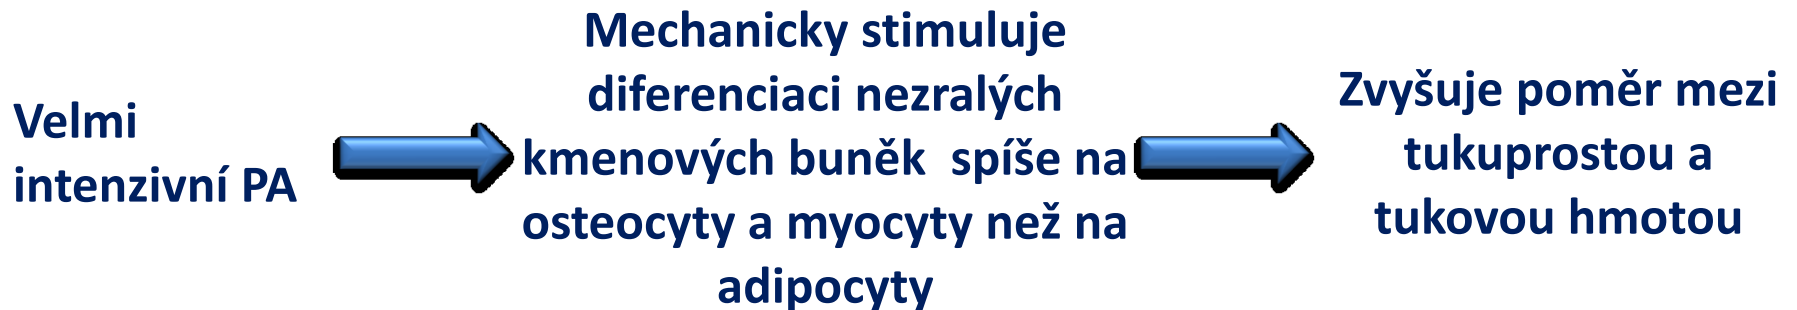 Velmi
intenzivní PA
Mechanicky stimuluje
diferenciaci nezralých
kmenových buněk  spíše na
osteocyty a myocyty než na
adipocyty
Zvyšuje poměr mezi
tukuprostou a
tukovou hmotou